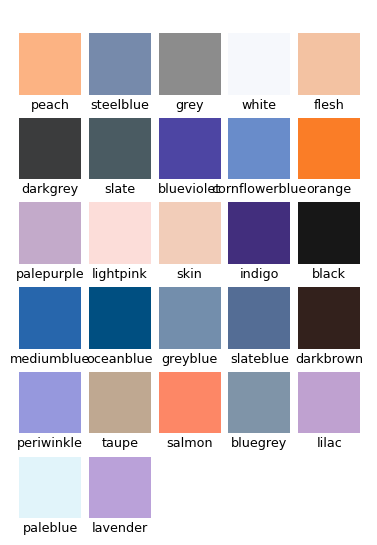 peach steelblue grey white flesh
darkgrey slate blueviolet cornflowerblue orange
palepurple lightpink skin indigo black
mediumblue oceanblue greyblue slateblue darkbrown
periwinkle taupe salmon bluegrey lilac
paleblue lavender